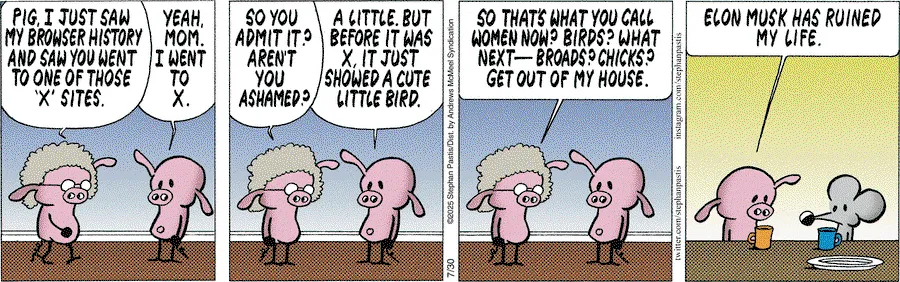 PIG, I JUST SAW
MY BROWSER HISTORY
AND SAW YOU WENT
TO ONE OF THOSE
'X' SITES.
YEAH,
MOM.
I WENT
TO
X.
SO YOU
ADMIT IT?
AREN'T
YOU
ASHAMED?
A LITTLE. BUT
BEFORE IT WAS
X, IT JUST
SHOWED A CUTE
LITTLE BIRD.
©2025 Stephan Pastis/Dist. by Andrews McMeel Syndication
7/30
SO THAT'S WHAT YOU CALL
WOMEN NOW? BIRDS? WHAT
NEXT—BROADS? CHICKS?
GET OUT OF MY HOUSE.
twitter.com/stephanpastis
instagram.com/stephanpastis
ELON MUSK HAS RUINED
MY LIFE.